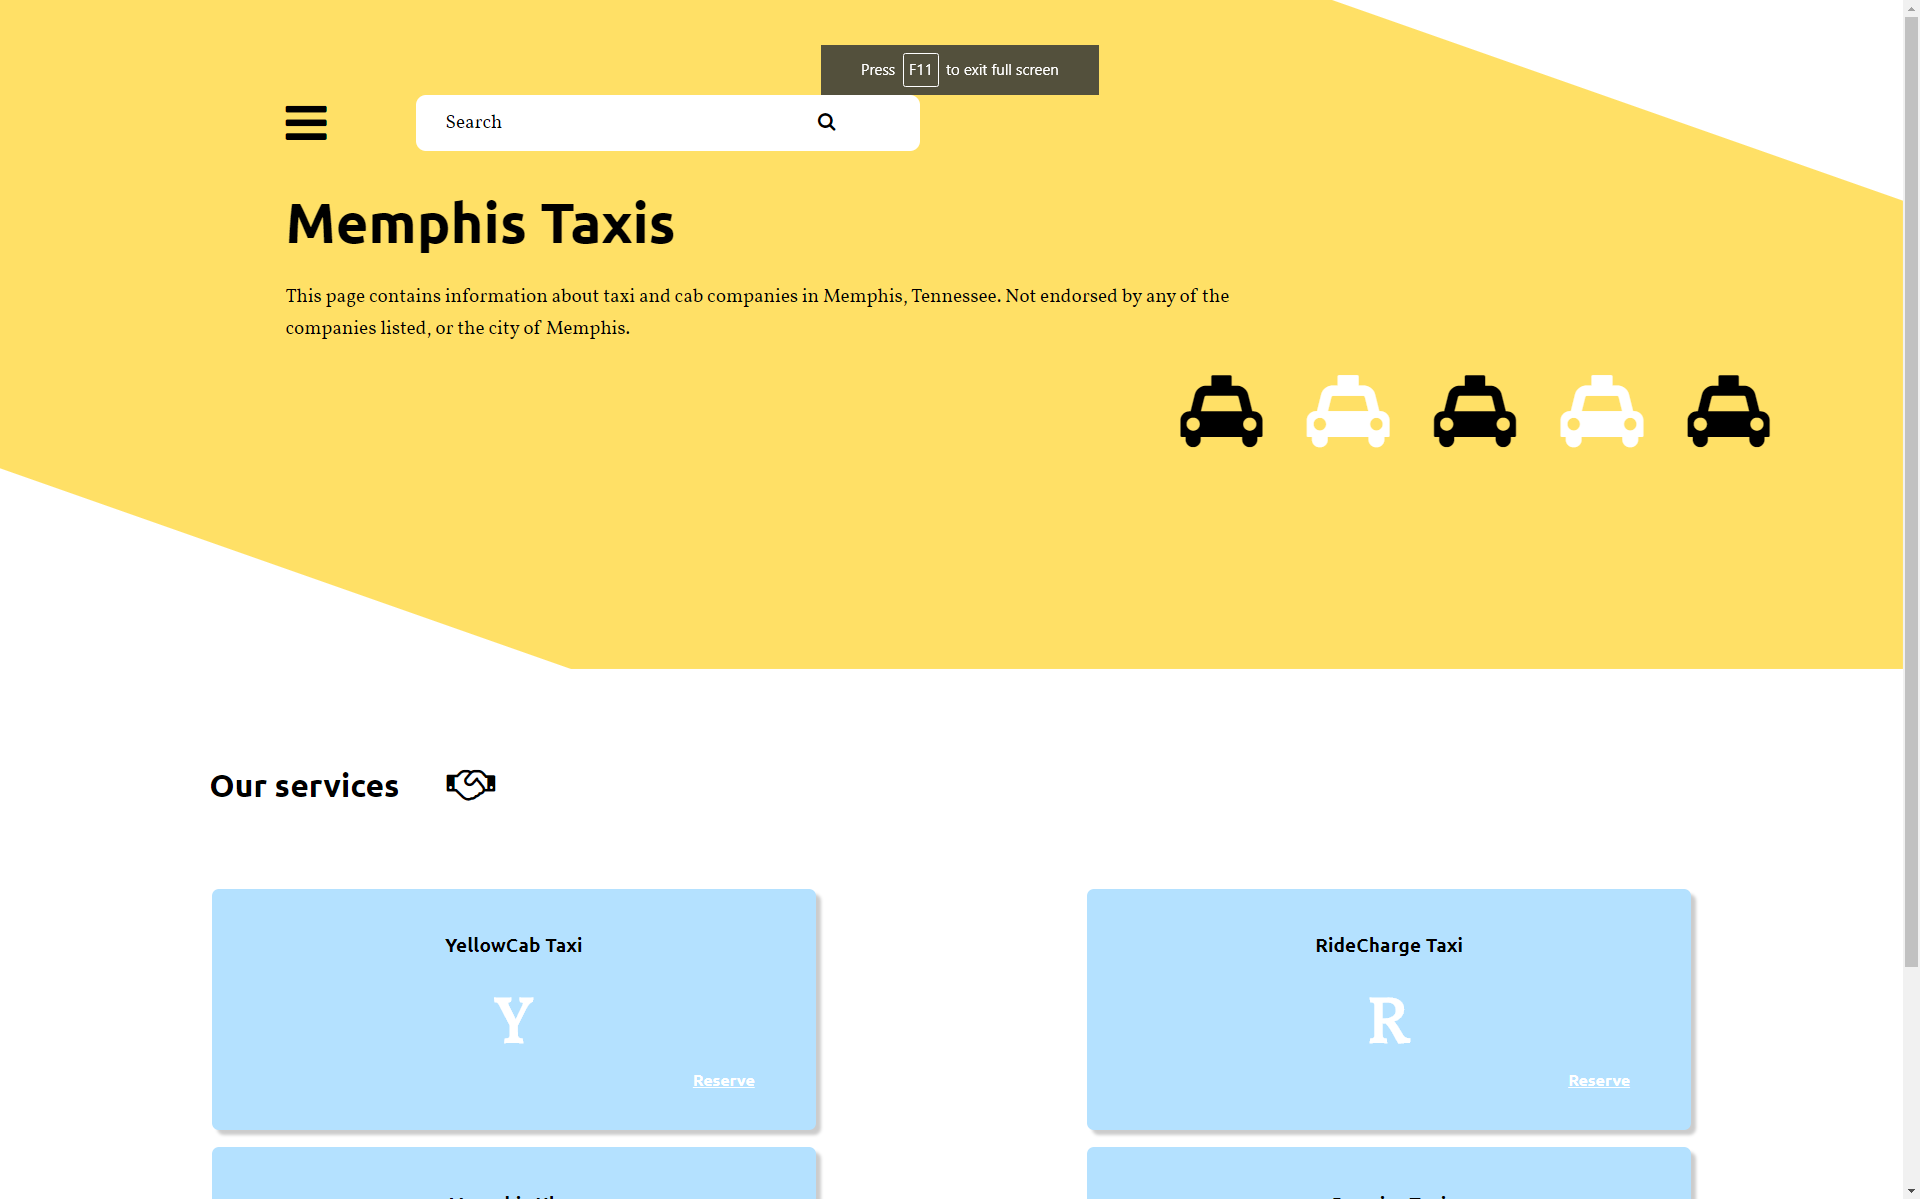 Press F11 to exit full screen
Search
Memphis Taxis
This page contains information about taxi and cab companies in Memphis, Tennessee. Not endorsed by any of the
companies listed, or the city of Memphis.
Our services
YellowCab Taxi
Y
Reserve
RideCharge Taxi
R
Reserve